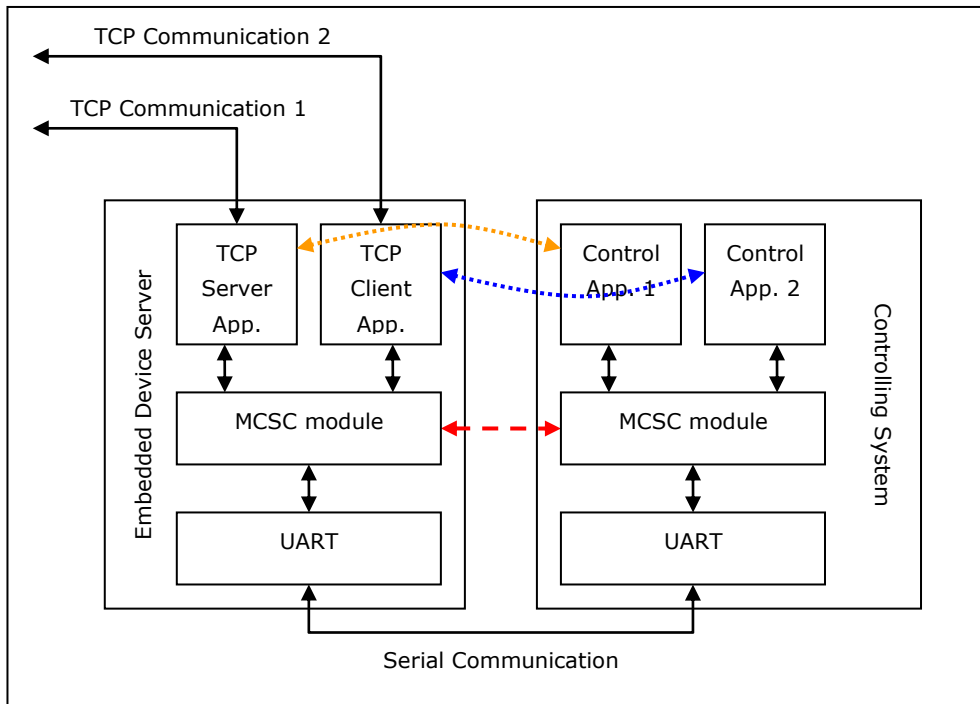 TCP Communication 2
TCP Communication 1
Embedded Device Server
TCP
Server
App.
TCP
Client
App.
Control
App. 1
Control
App. 2
Controlling System
MCSC module
MCSC module
UART
UART
Serial Communication